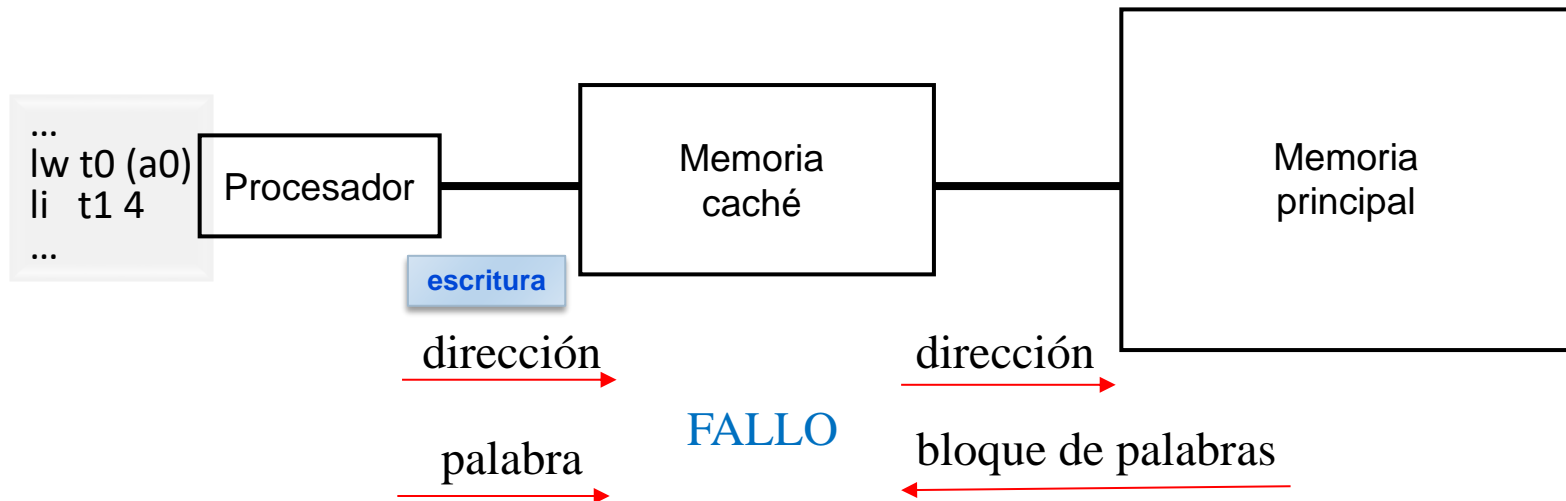 ...
lw t0 (a0)
li t1 4
...
Procesador
Memoria
caché
Memoria
principal
escritura
dirección
dirección
FALLO
palabra
bloque de palabras